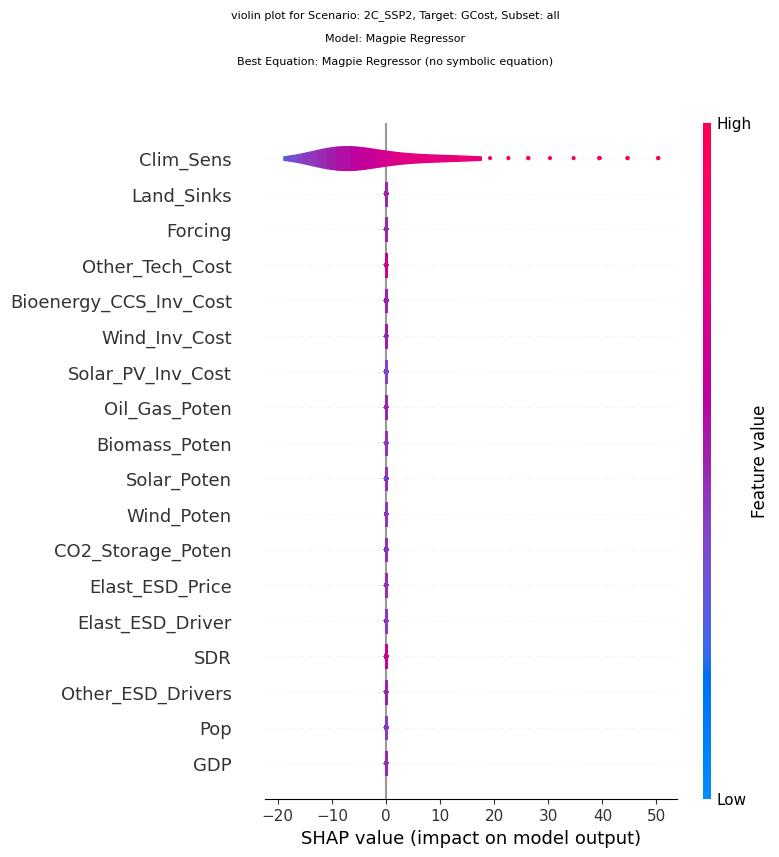 violin plot for Scenario: 2C_SSP2, Target: GCost, Subset: all
Model: Magpie Regressor
Best Equation: Magpie Regressor (no symbolic equation)
High
Clim_Sens
Land_Sinks
Forcing
Other_Tech_Cost
Bioenergy_CCS_Inv_Cost
Wind_Inv_Cost
Solar_PV_Inv_Cost
Oil_Gas_Poten
Biomass_Poten
Solar_Poten
Wind_Poten
CO2_Storage_Poten
Elast_ESD_Price
Elast_ESD_Driver
SDR
Other_ESD_Drivers
Pop
GDP
Feature value
Low
−20 −10 0 10 20 30 40 50
SHAP value (impact on model output)